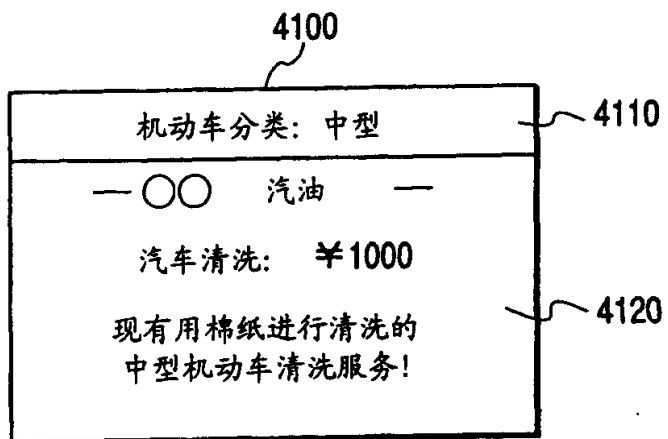 4100
机动车分类: 中型
4110
—○○ 汽油 —
汽车清洗: ¥1000
4120
现有用棉纸进行清洗的
中型机动车清洗服务!